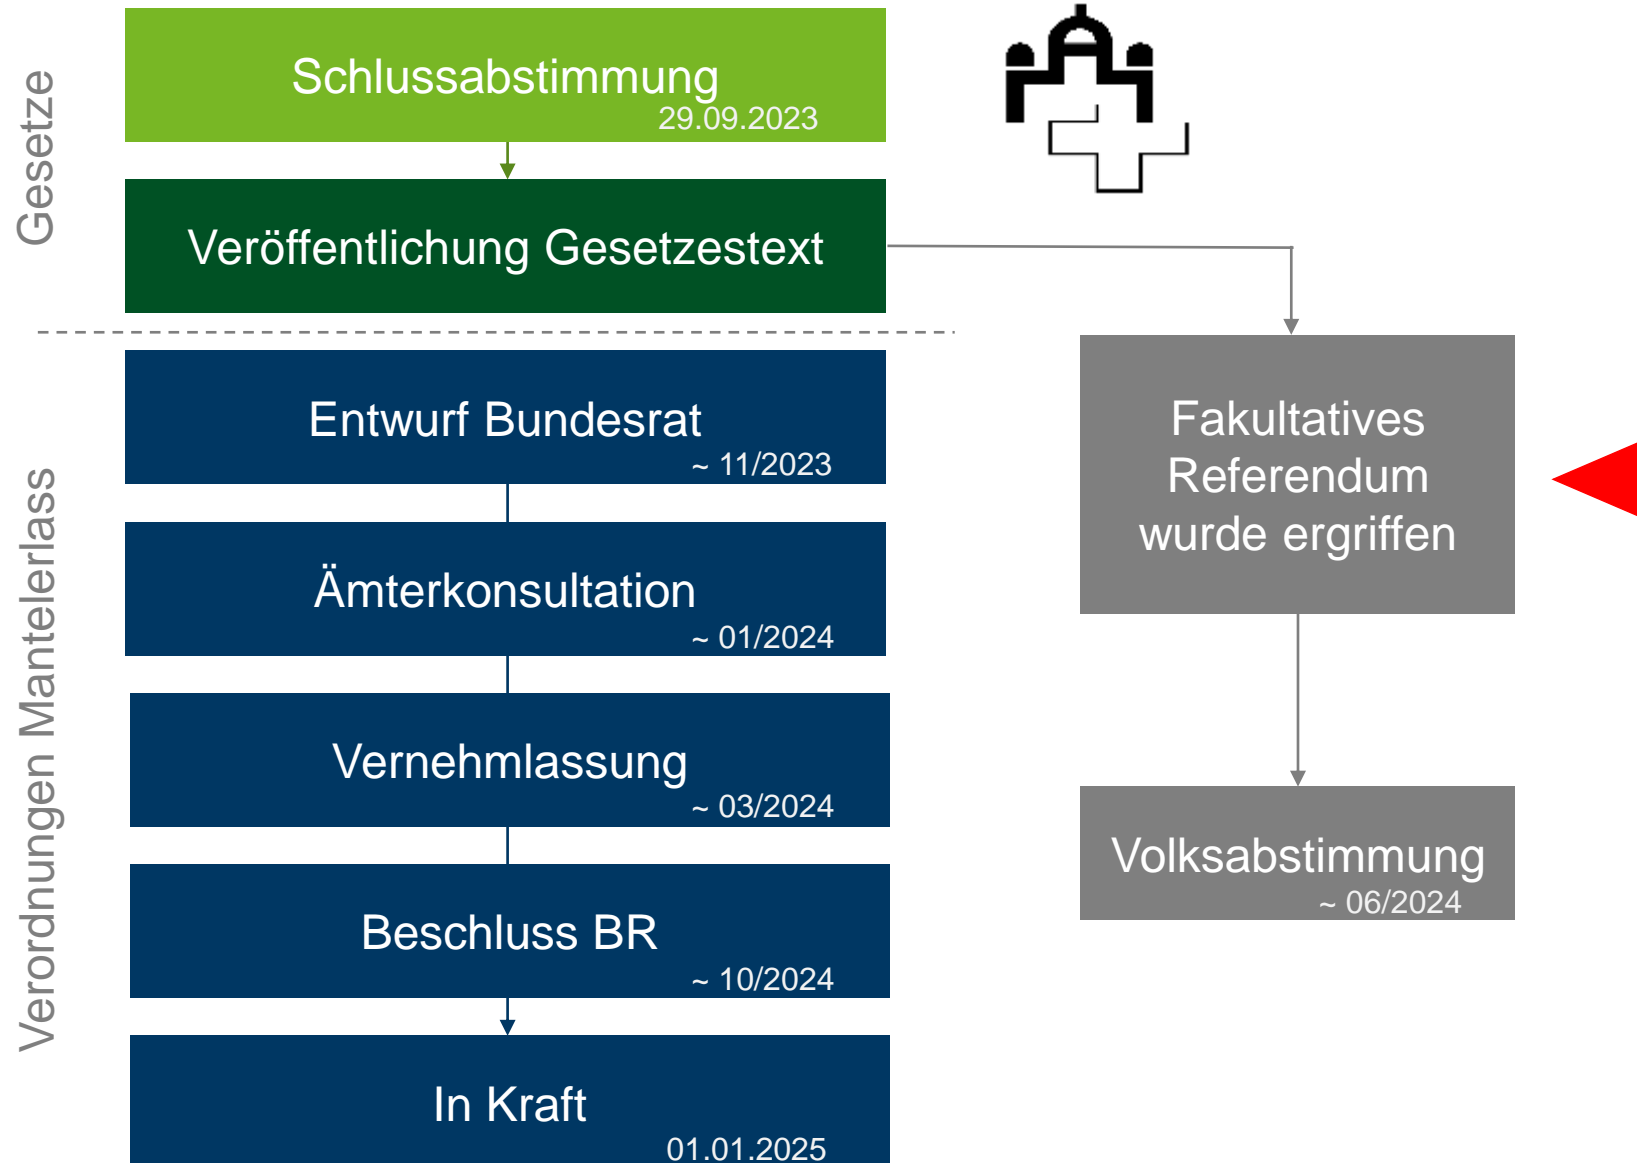 Gesetze
Schlussabstimmung
29.09.2023
Veröffentlichung Gesetzestext
Verordnungen Mantelerlass
Entwurf Bundesrat
~ 11/2023
Ämterkonsultation
~ 01/2024
Vernehmlassung
~ 03/2024
Beschluss BR
~ 10/2024
In Kraft
01.01.2025
Fakultatives
Referendum
wurde ergriffen
Volksabstimmung
~ 06/2024